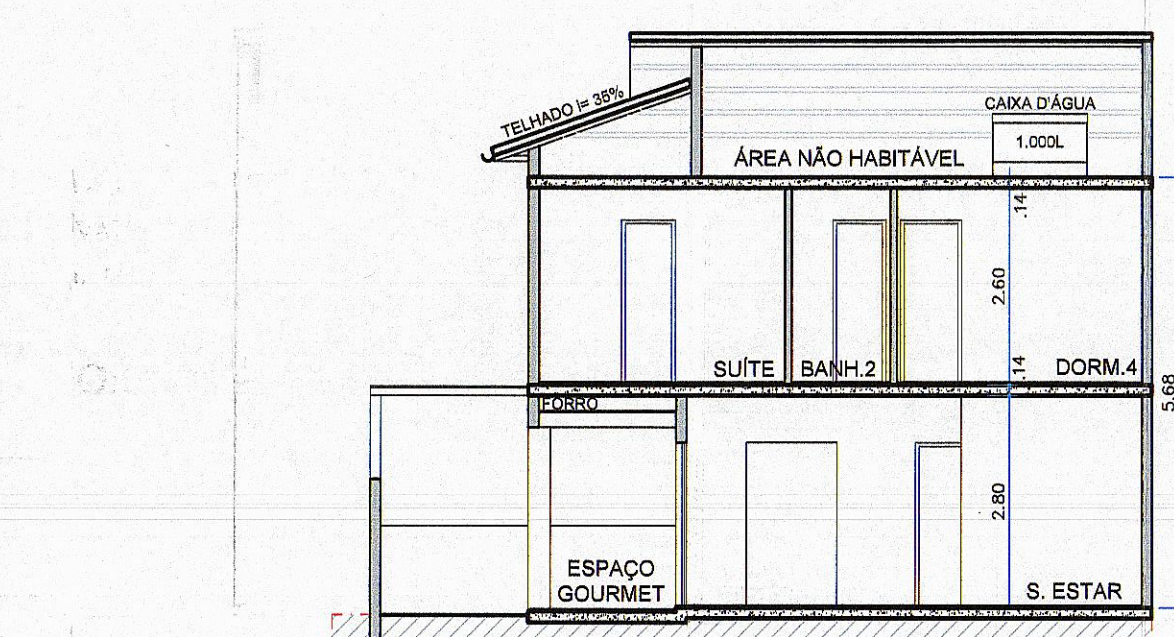 TELHADO I= 35%
CAIXA D'ÁGUA
1.000L
ÁREA NÃO HABITÁVEL
.14
2.60
SUÍTE
BANH.2
.14
DORM.4
5.68
FORRO
2.80
ESPAÇO
GOURMET
S. ESTAR